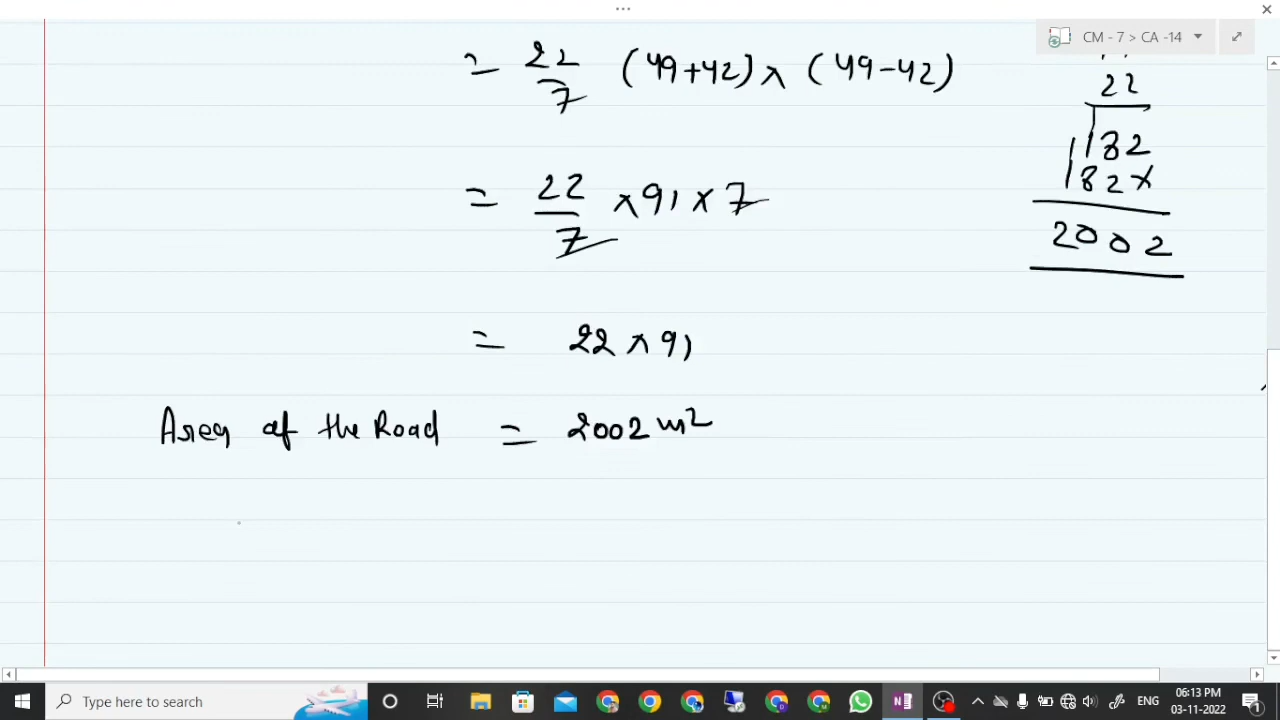 ...
CM - 7 > CA -14
= 22/7 (49+42) × (49-42)
22
182
182×
2002
= 22/7 × 91 × 7
= 22 × 91
Area of the Road = 2002 m²
Type here to search
ENG
06:13 PM
03-11-2022
1